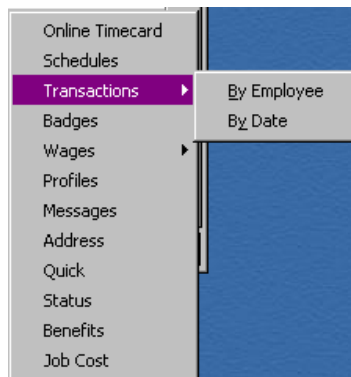 Online Timecard
Schedules
Transactions
Badges
Wages
Profiles
Messages
Address
Quick
Status
Benefits
Job Cost
By Employee
By Date